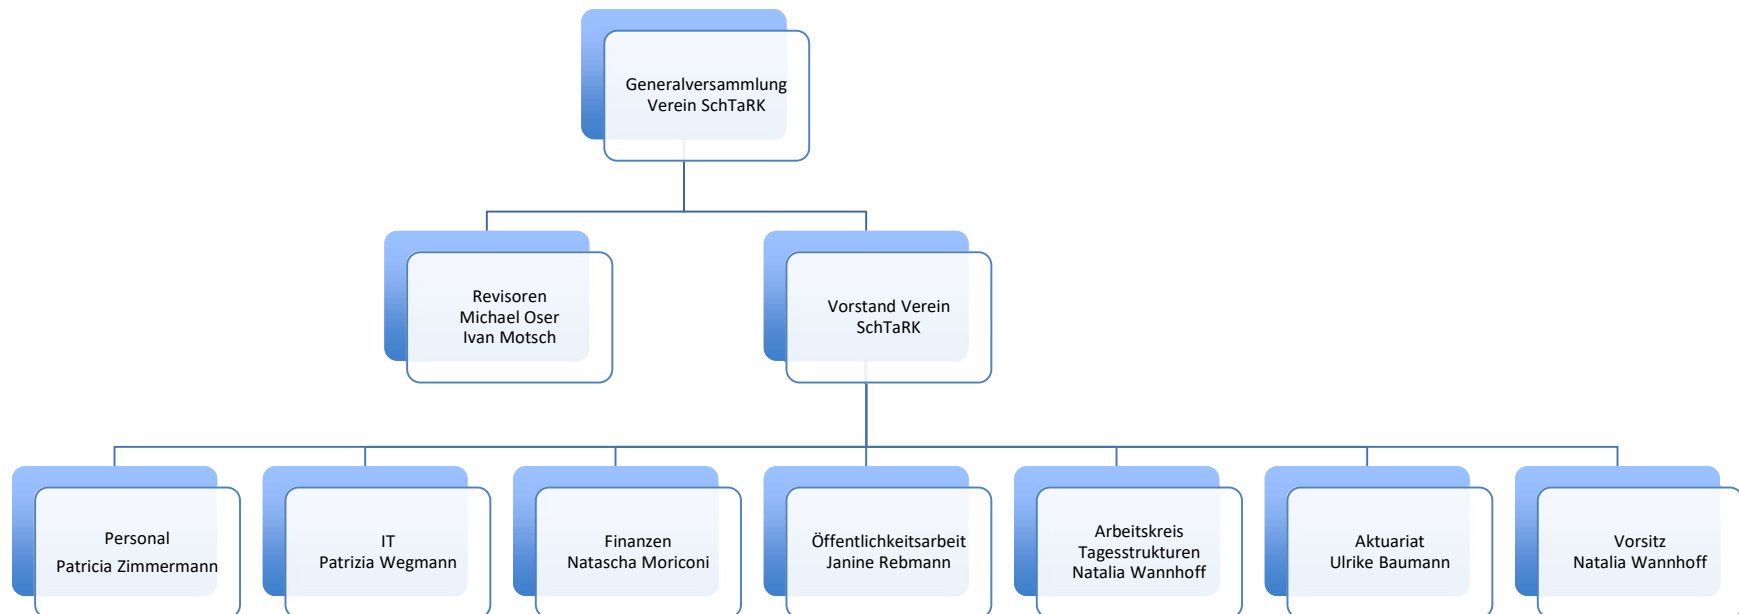 Generalversammlung
Verein SchTaRK
Revisoren
Michael Oser
Ivan Motsch
Vorstand Verein
SchTaRK
Personal
Patricia Zimmermann
IT
Patrizia Wegmann
Finanzen
Natascha Moriconi
Öffentlichkeitsarbeit
Janine Rebmann
Arbeitskreis
Tagesstrukturen
Natalia Wannhoff
Aktuariat
Ulrike Baumann
Vorsitz
Natalia Wannhoff